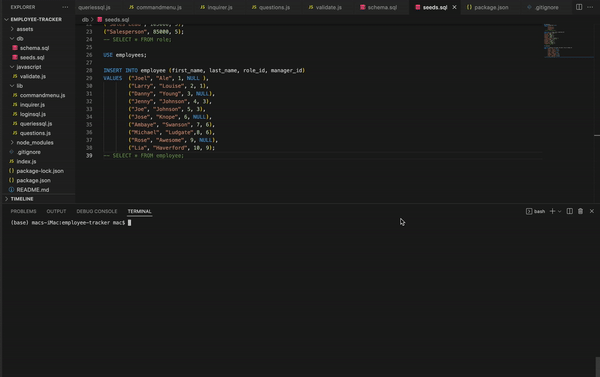 EXPLORER ···
queriessql.js commandmenu.js inquirer.js questions.js validate.js schema.sql seeds.sql × package.json .gitignore
EMPLOYEE-TRACKER
assets
db
schema.sql
seeds.sql
javascript
validate.js
lib
commandmenu.js
inquirer.js
loginsql.js
queriessql.js
questions.js
node_modules
.gitignore
index.js
package-lock.json
package.json
README.md
TIMELINE
db > seeds.sql
23 ("Salesperson", 85000, 5);
24 -- SELECT * FROM role;
25
26 USE employees;
27
28 INSERT INTO employee (first_name, last_name, role_id, manager_id)
29 VALUES ("Joel", "Ale", 1, NULL ),
30 ("Larry", "Louise", 2, 1),
31 ("Danny", "Young", 3, NULL),
32 ("Jenny", "Johnson", 4, 3),
33 ("Joe", "Johnson", 5, 3),
34 ("Jose", "Knope", 6, NULL),
35 ("Ambaye", "Swanson", 7, 6),
36 ("Michael", "Ludgate",8, 6),
37 ("Rose", "Awesome", 9, NULL),
38 ("Lia", "Haverford", 10, 9);
39 -- SELECT * FROM employee;
PROBLEMS OUTPUT DEBUG CONSOLE TERMINAL
bash
(base) macs-iMac:employee-tracker mac$